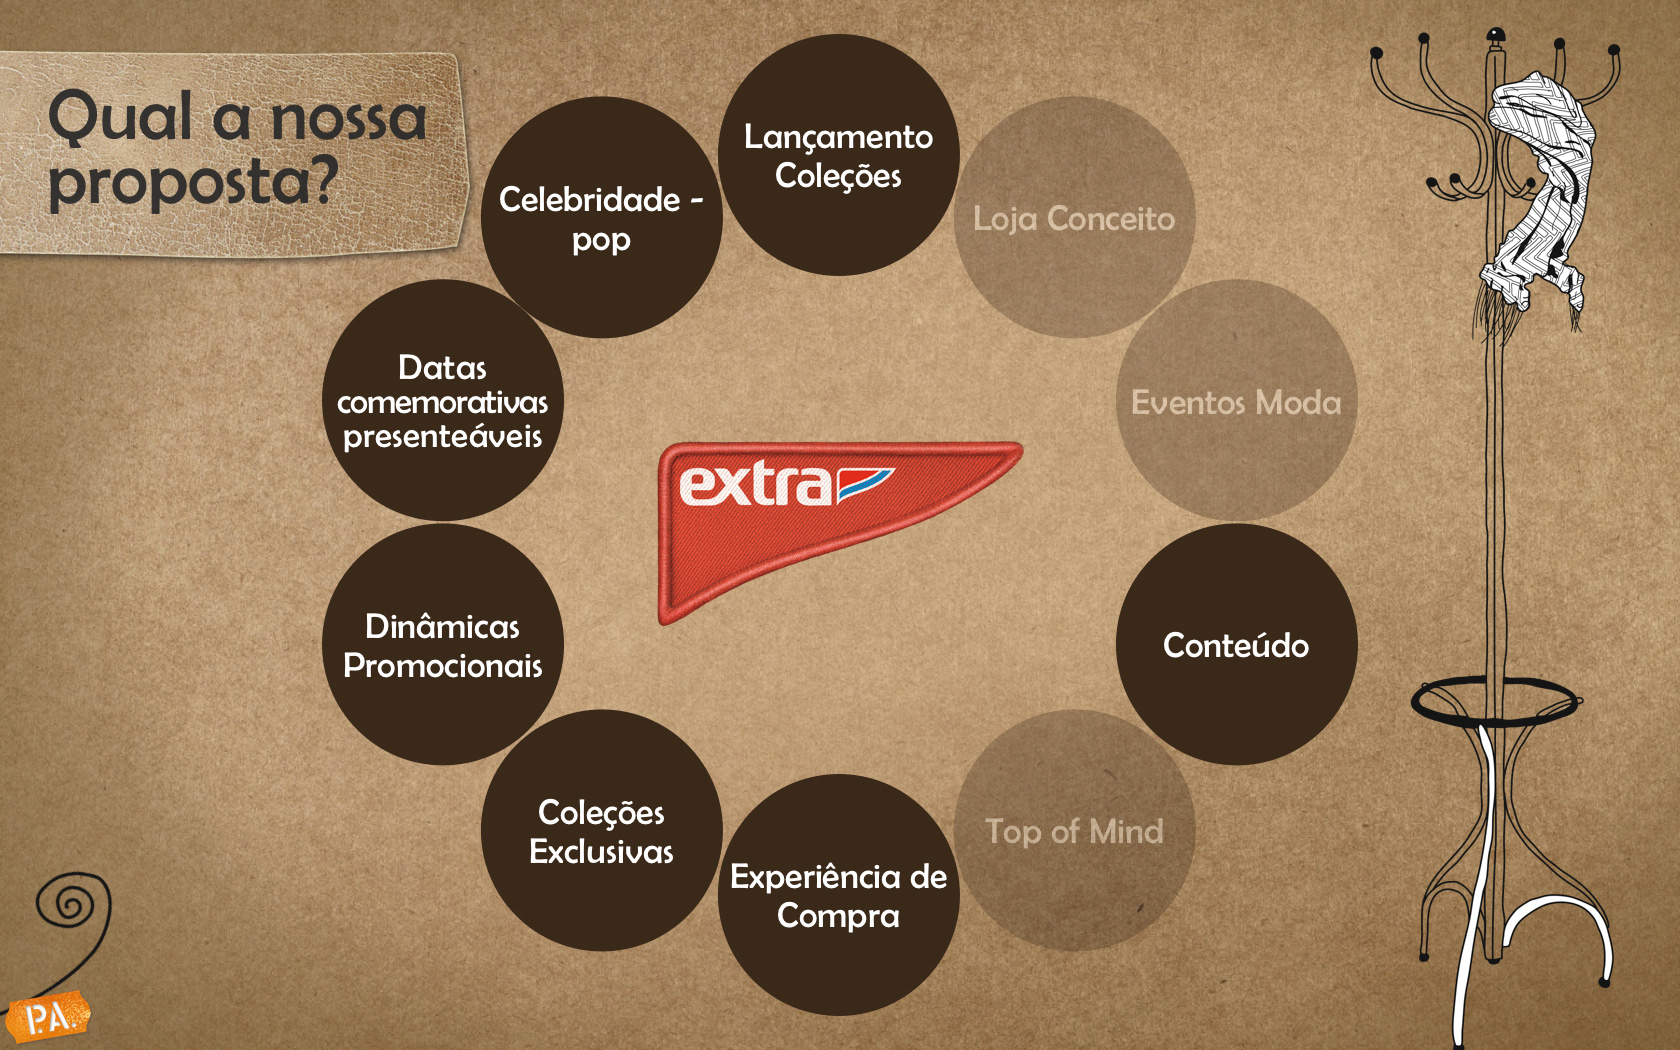 Qual a nossa
proposta?
Lançamento
Coleções
Celebridade -
pop
Loja Conceito
Datas
comemorativas
presenteáveis
Eventos Moda
extra
Dinâmicas
Promocionais
Conteúdo
Coleções
Exclusivas
Top of Mind
Experiência de
Compra
P.A.